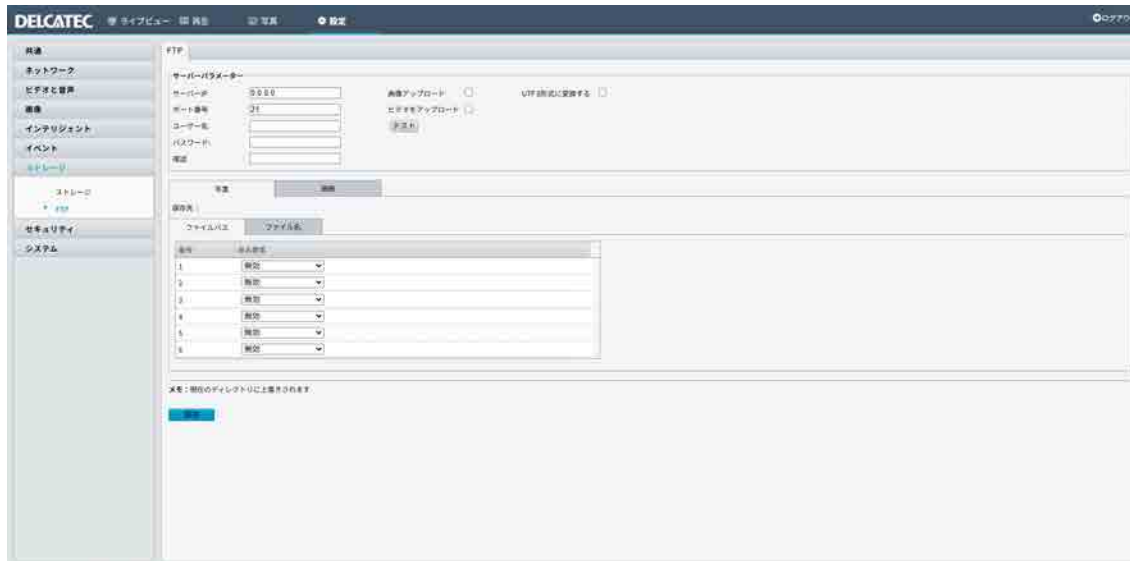 DELCATEC ライブビュー 再生 写真 設定 ログアウ
共通
ネットワーク
ビデオと音声
画像
インテリジェント
イベント
ストレージ
ストレージ
FTP
セキュリティ
システム
FTP
サーバーパラメーター
サーバーIP 0.0.0.0 画像アップロード UTF8形式に変換する
ポート番号 21 ビデオをアップロード
ユーザー名 テスト
パスワード
確認
写真
保存先：
ファイルパス ファイル名
番号
1 無効
2 無効
3 無効
4 無効
5 無効
6 無効
メモ：現在のディレクトリに上書きされます
保存